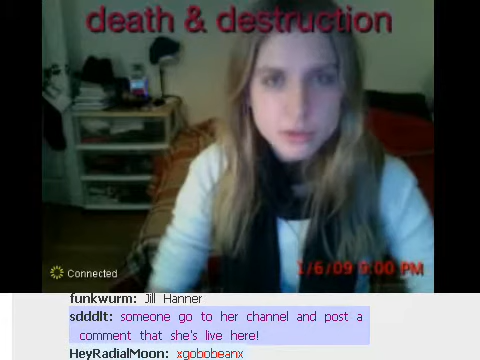 death & destruction
Connected
1/6/09 9:00 PM
funkwurm: Jill Hanner
sdddlt: someone go to her channel and post a
comment that she's live here!
HeyRadialMoon: xgobobeanx